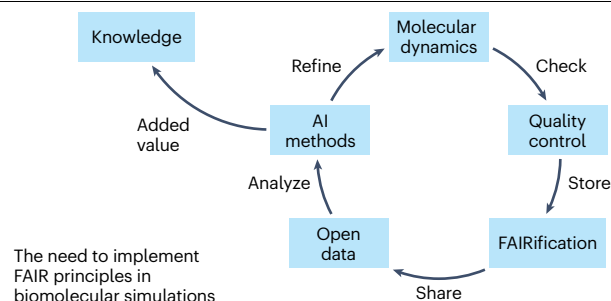 Knowledge
Molecular
dynamics
Refine
Check
Added
value
AI
methods
Quality
control
Analyze
Store
Open
data
FAIRification
Share
The need to implement
FAIR principles in
biomolecular simulations